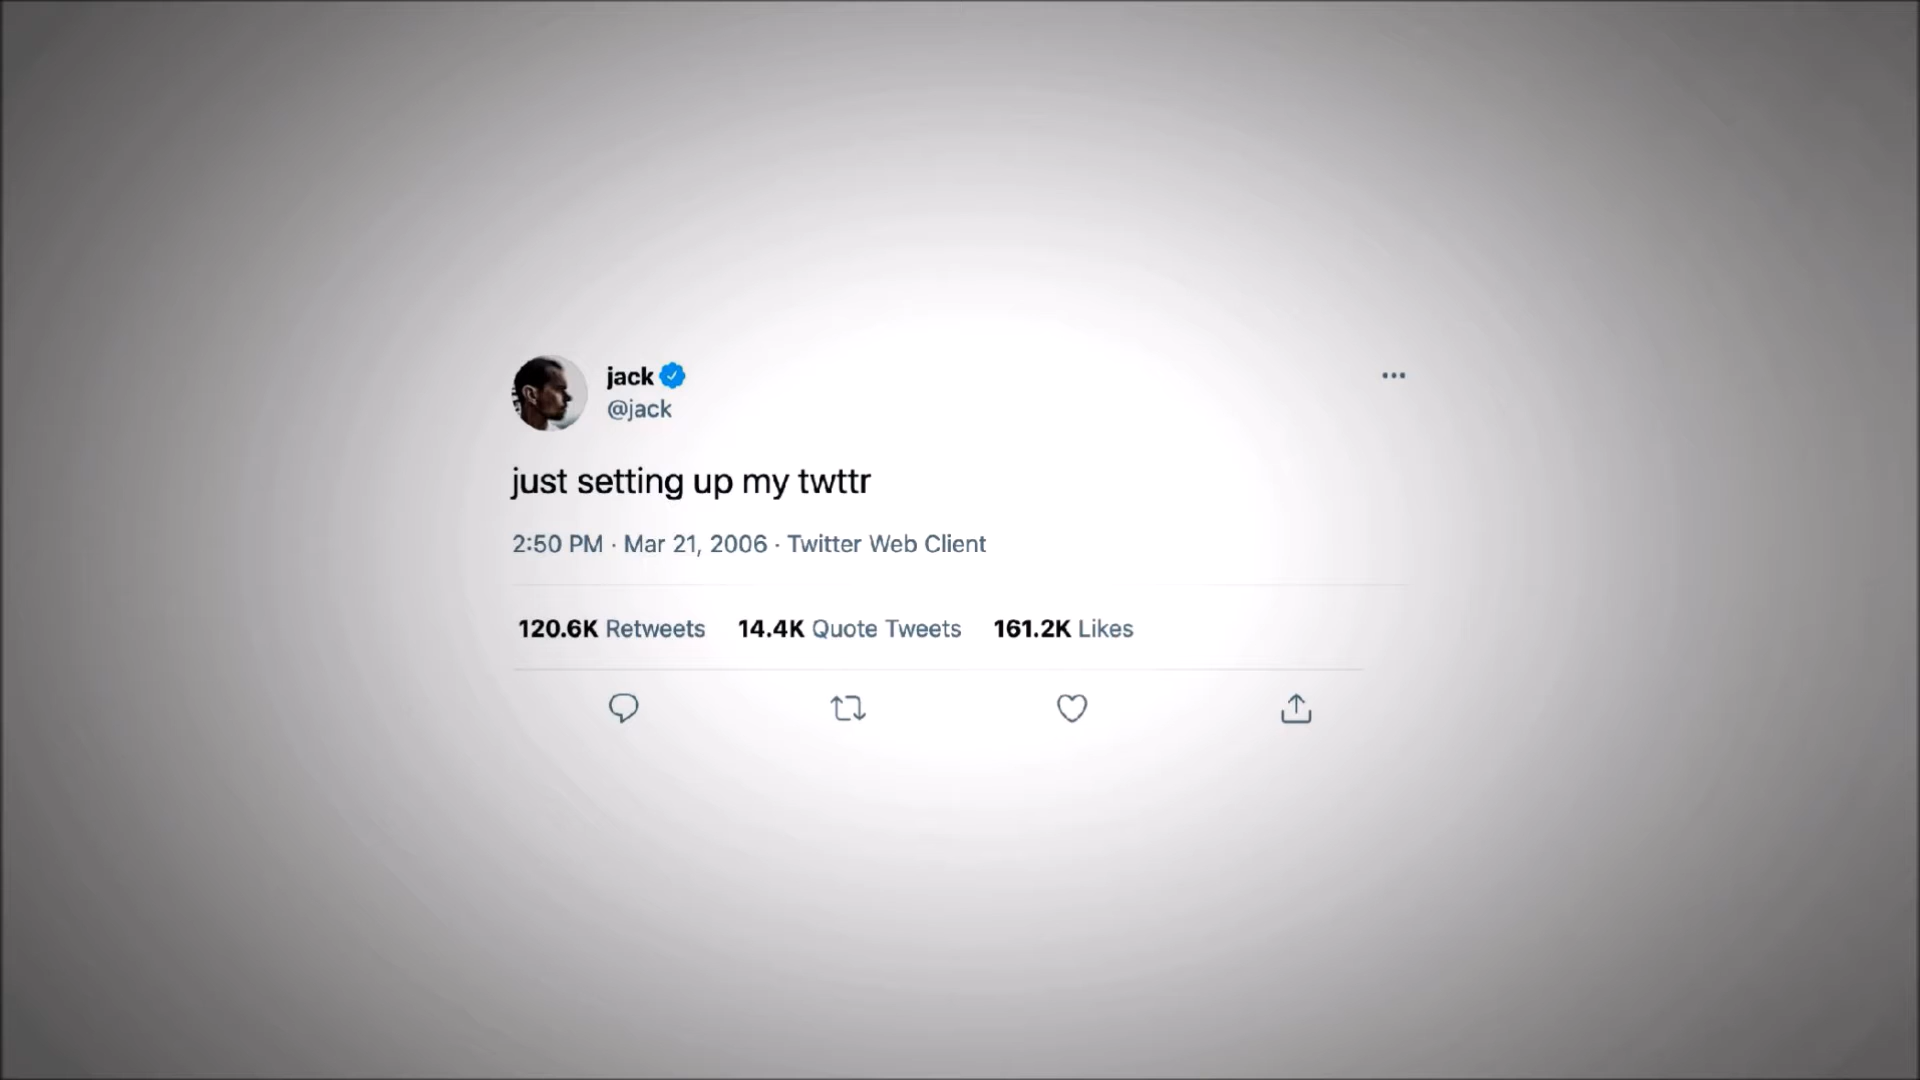 jack
@jack
just setting up my twttr
2:50 PM · Mar 21, 2006 · Twitter Web Client
120.6K Retweets 14.4K Quote Tweets 161.2K Likes